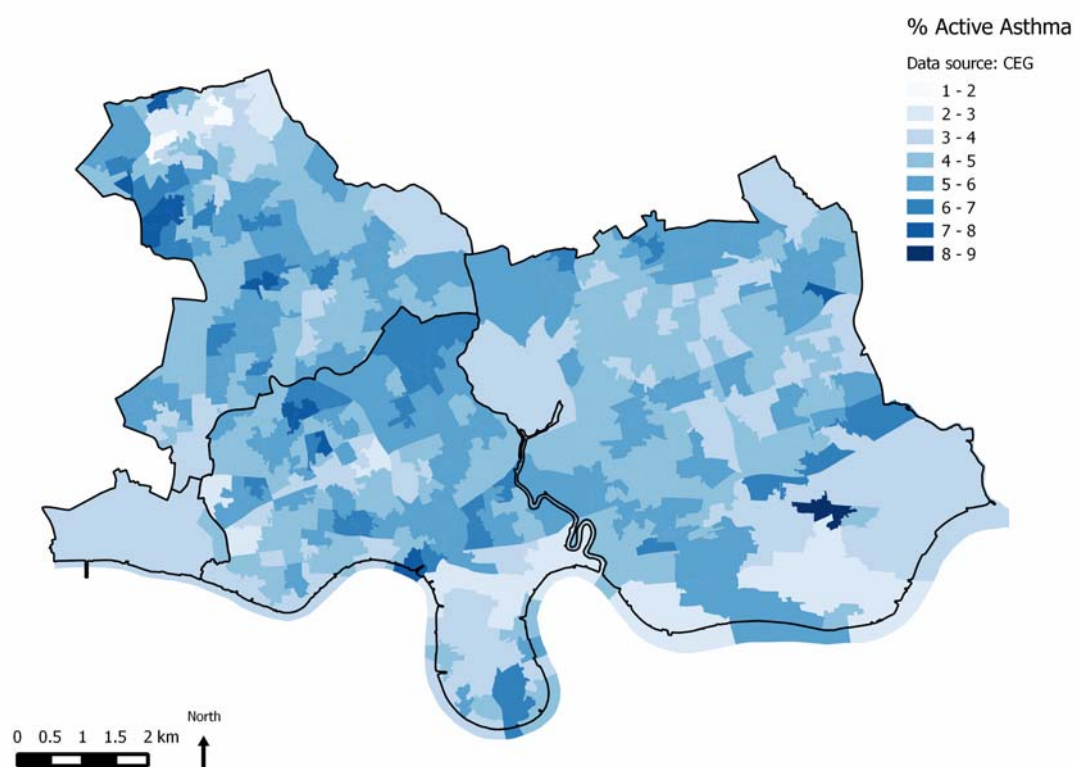 % Active Asthma
Data source: CEG
1 - 2
2 - 3
3 - 4
4 - 5
5 - 6
6 - 7
7 - 8
8 - 9
North
0 0.5 1 1.5 2 km